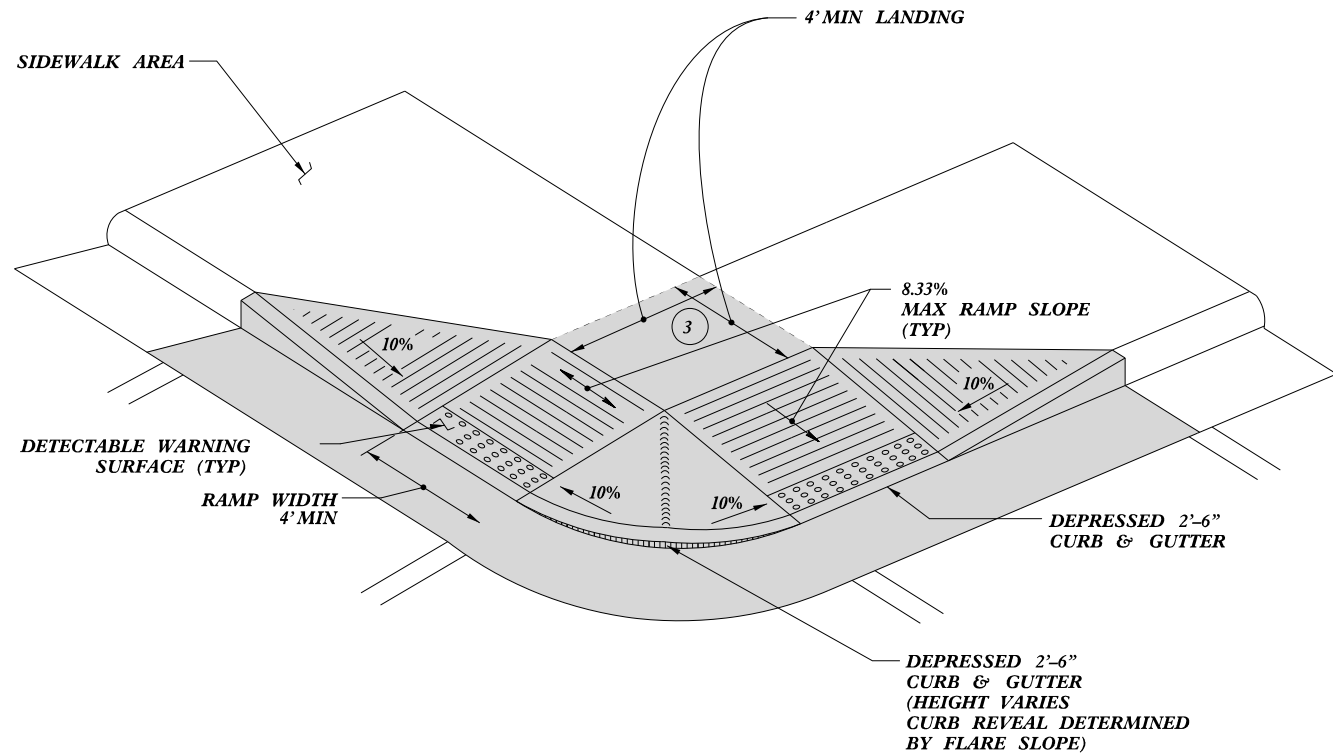 4' MIN LANDING
SIDEWALK AREA
8.33%
MAX RAMP SLOPE
(TYP)
3
10%
10%
DETECTABLE WARNING
SURFACE (TYP)
RAMP WIDTH
4' MIN
10%
10%
DEPRESSED 2'–6"
CURB & GUTTER
DEPRESSED 2'–6"
CURB & GUTTER
(HEIGHT VARIES
CURB REVEAL DETERMINED
BY FLARE SLOPE)